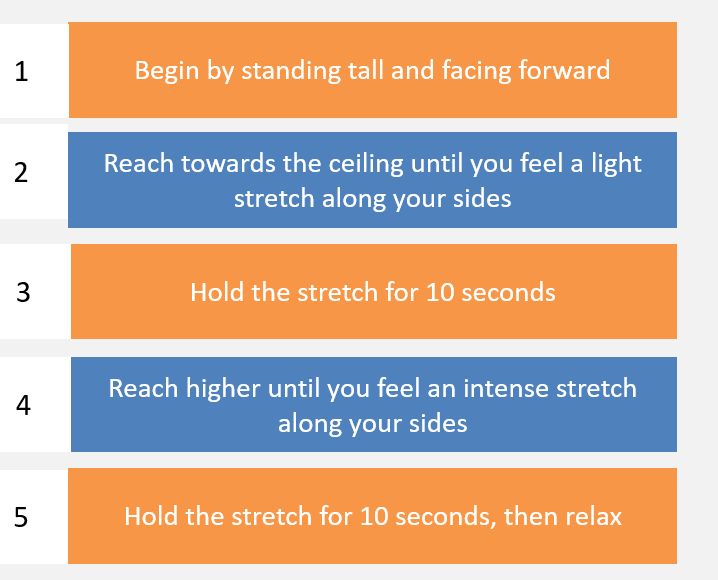 1
Begin by standing tall and facing forward
2
Reach towards the ceiling until you feel a light
stretch along your sides
3
Hold the stretch for 10 seconds
4
Reach higher until you feel an intense stretch
along your sides
5
Hold the stretch for 10 seconds, then relax